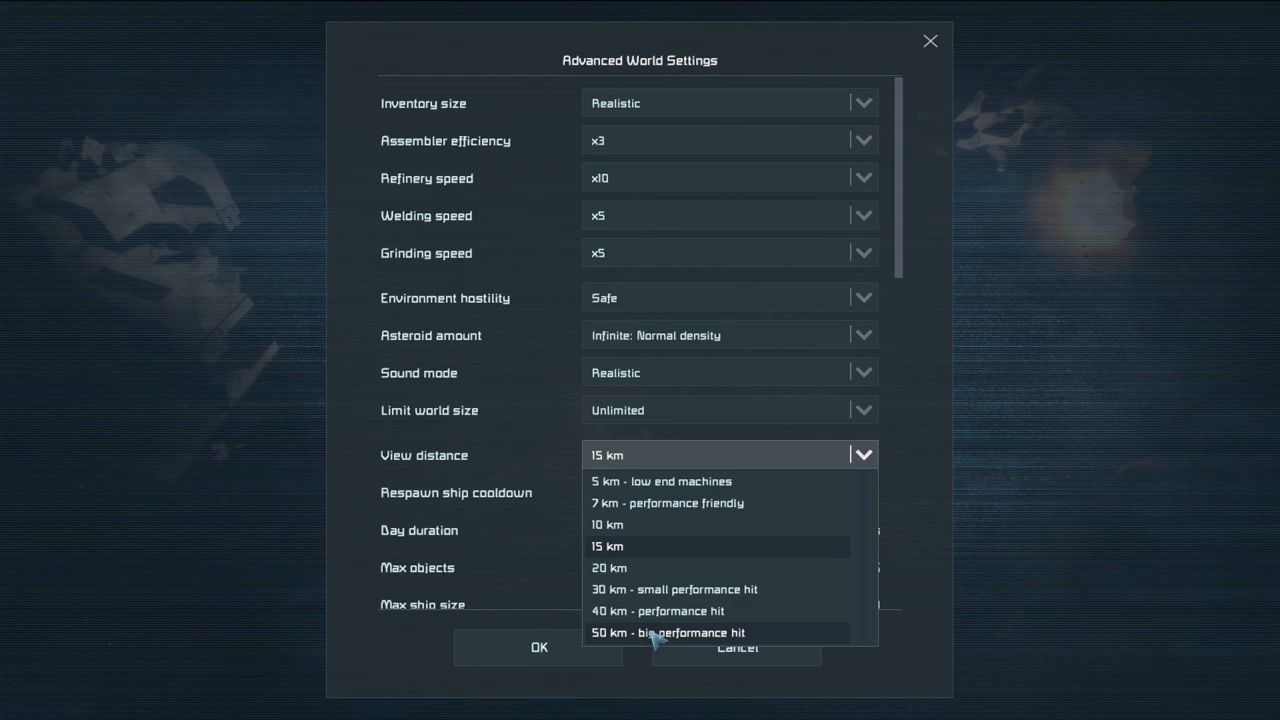 Advanced World Settings
Inventory size Realistic
Assembler efficiency x3
Refinery speed x10
Welding speed x5
Grinding speed x5
Environment hostility Safe
Asteroid amount Infinite: Normal density
Sound mode Realistic
Limit world size Unlimited
View distance 15 km
5 km - low end machines
Respawn ship cooldown 7 km - performance friendly
10 km
Day duration 15 km
Max objects 20 km
30 km - small performance hit
Max ship size 40 km - performance hit
50 km - big performance hit
OK Cancel